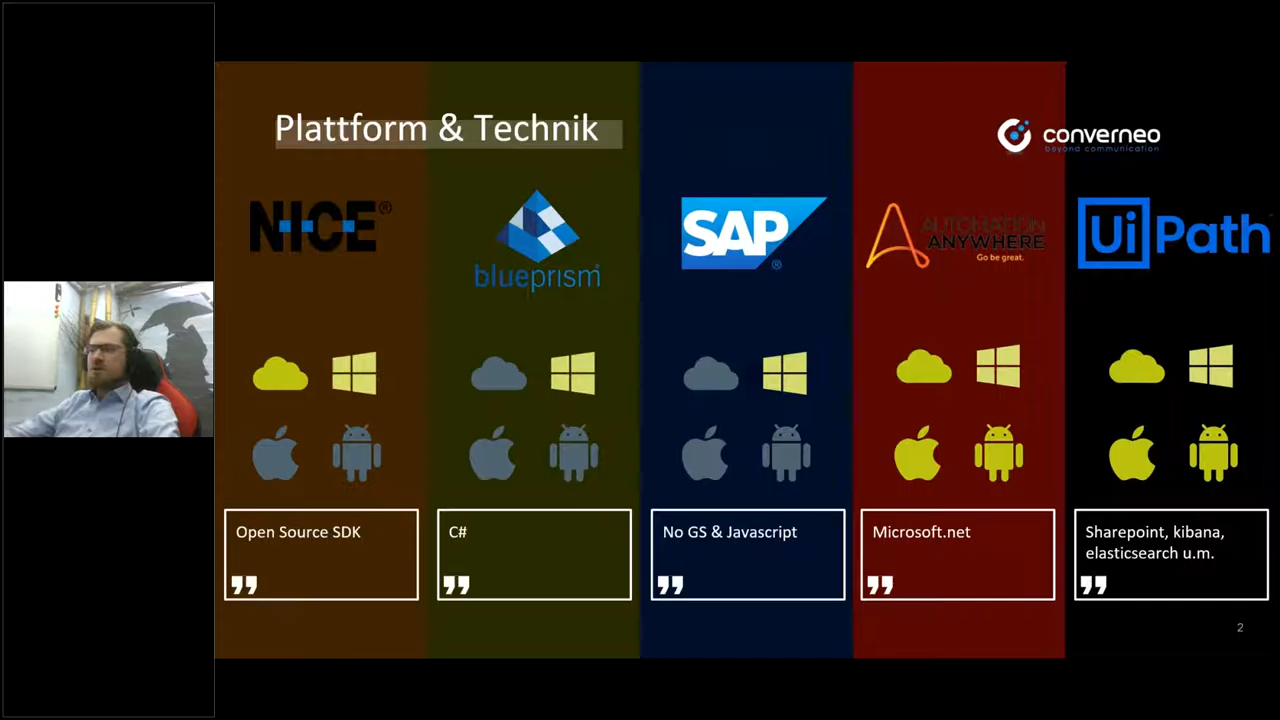 Plattform & Technik
converneo
beyond communication
NICE®
blueprism
SAP®
AUTOMATION
ANYWHERE
Go be great.
UiPath
Open Source SDK
C#
No GS & Javascript
Microsoft.net
Sharepoint, kibana,
elasticsearch u.m.
2